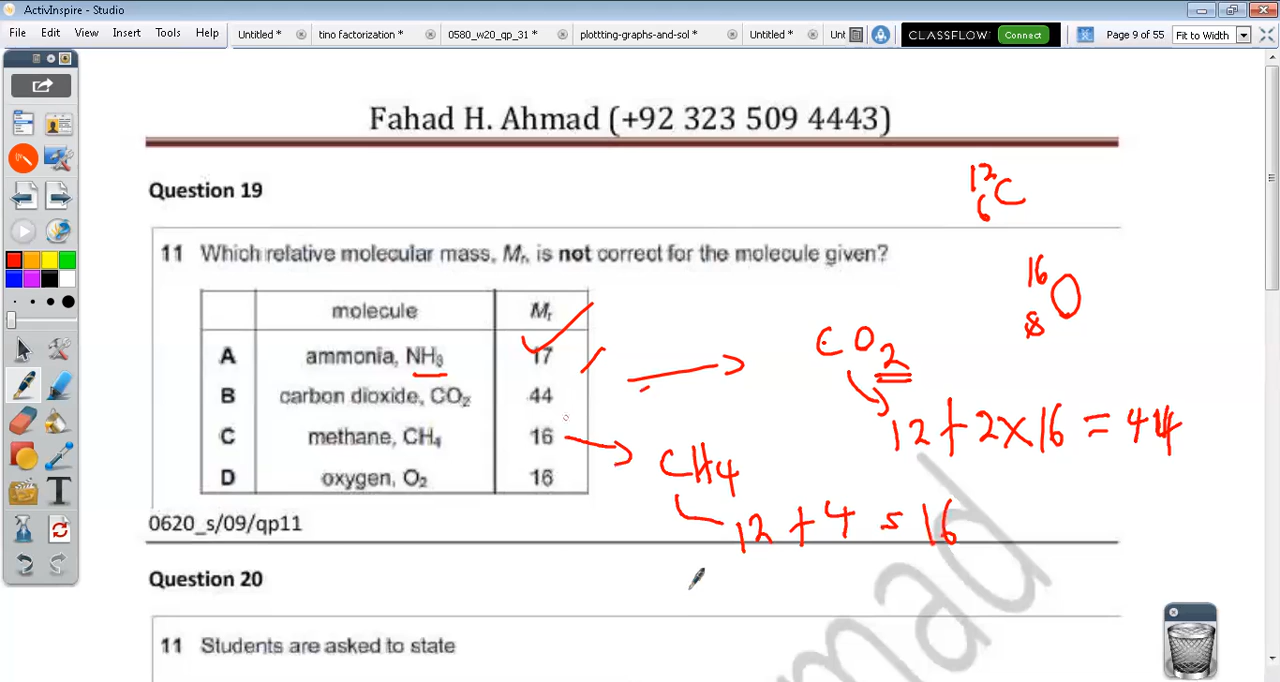 ActivInspire - Studio
File Edit View Insert Tools Help Untitled * tino factorization * 0580_w20_qp_31 * plottting-graphs-and-sol * Untitled * Unt CLASSFLOW Connect Page 9 of 55 Fit to Width
Fahad H. Ahmad (+92 323 509 4443)
Question 19
12
6 C
11 Which relative molecular mass, Mr, is not correct for the molecule given?
16
8 O
molecule Mr
A ammonia, NH3 17
B carbon dioxide, CO2 44
C methane, CH4 16
D oxygen, O2 16
CO2
12 + 2 × 16 = 44
CH4
12 + 4 = 16
0620_s/09/qp11
Question 20
11 Students are asked to state
mad
T